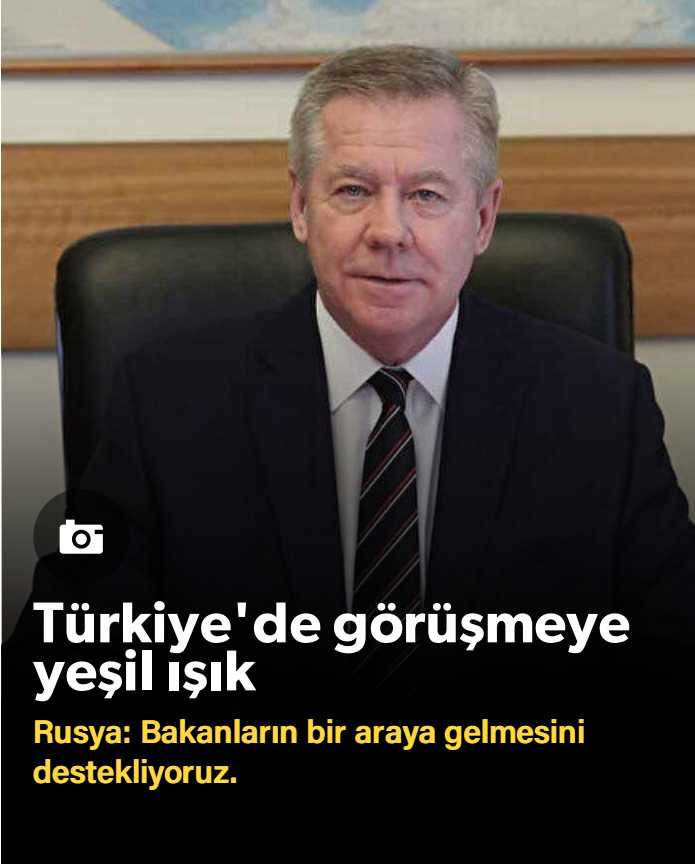 Türkiye'de görüşmeye
yeşil ışık
Rusya: Bakanların bir araya gelmesini
destekliyoruz.